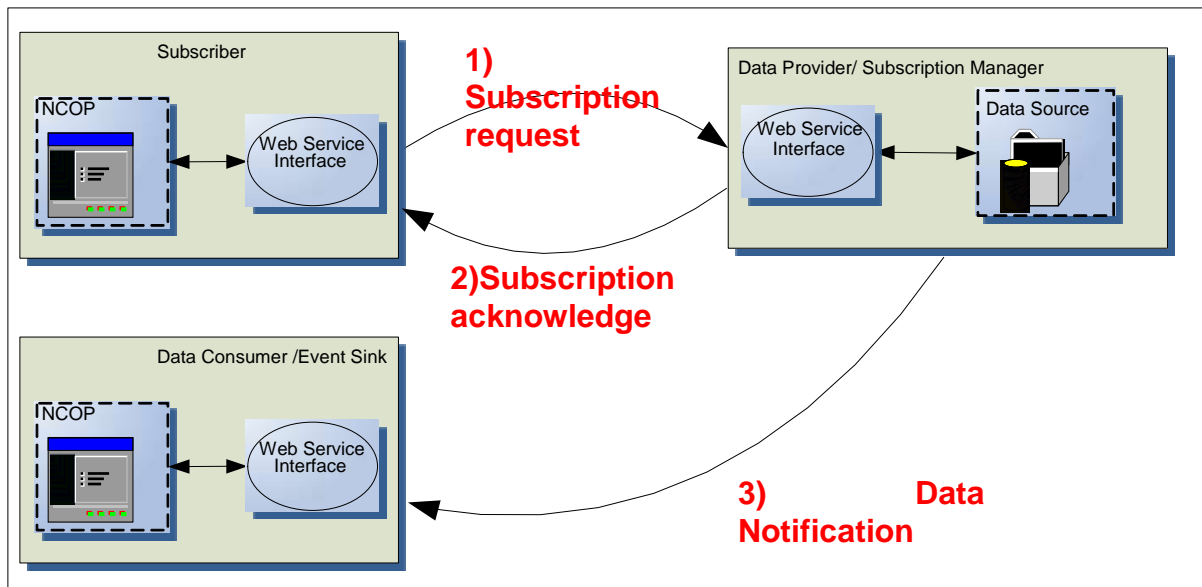 Subscriber
NCOP
Web Service
Interface
1)
Subscription
request
Data Provider/ Subscription Manager
Web Service
Interface
Data Source
2)Subscription
acknowledge
Data Consumer /Event Sink
NCOP
Web Service
Interface
3) Data
Notification